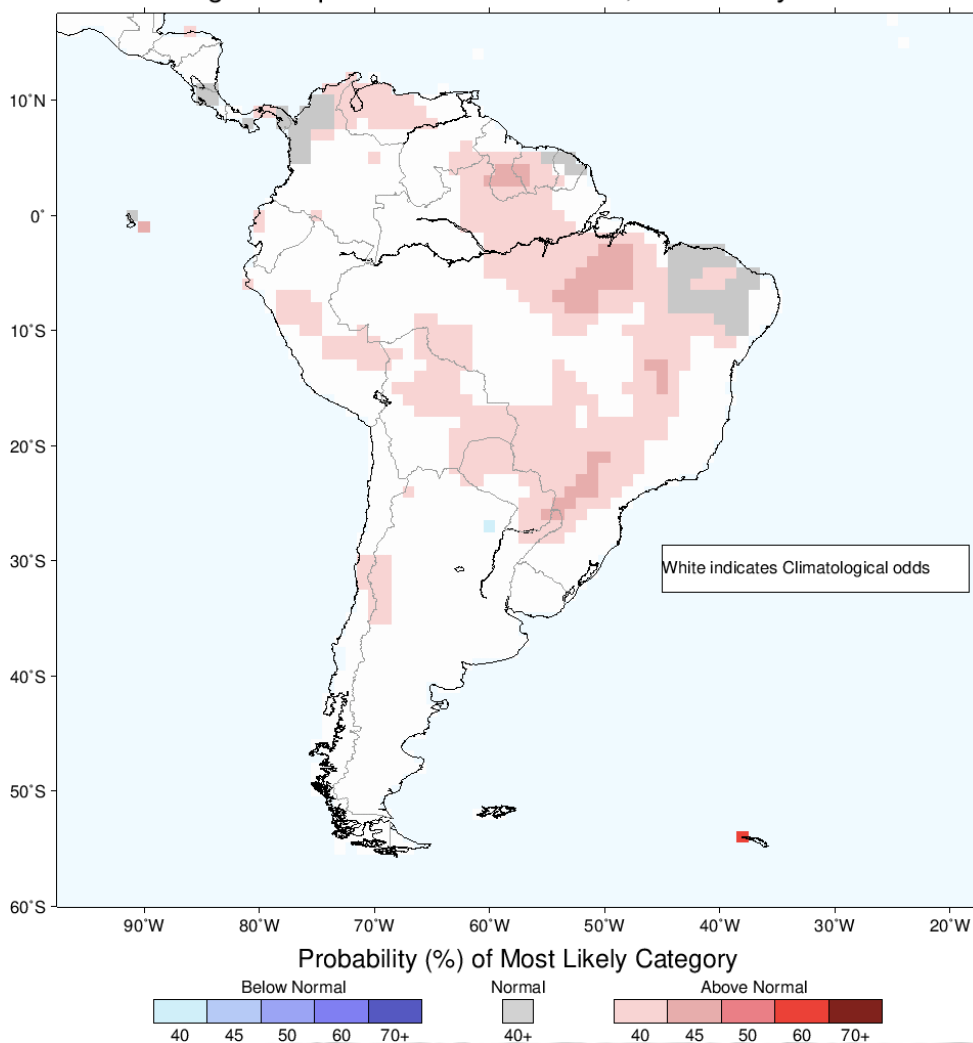 10˚N
0˚
10˚S
20˚S
30˚S
40˚S
50˚S
60˚S
White indicates Climatological odds
90˚W 80˚W 70˚W 60˚W 50˚W 40˚W 30˚W 20˚W
Probability (%) of Most Likely Category
Below Normal Normal Above Normal
40 45 50 60 70+ 40+ 40 45 50 60 70+